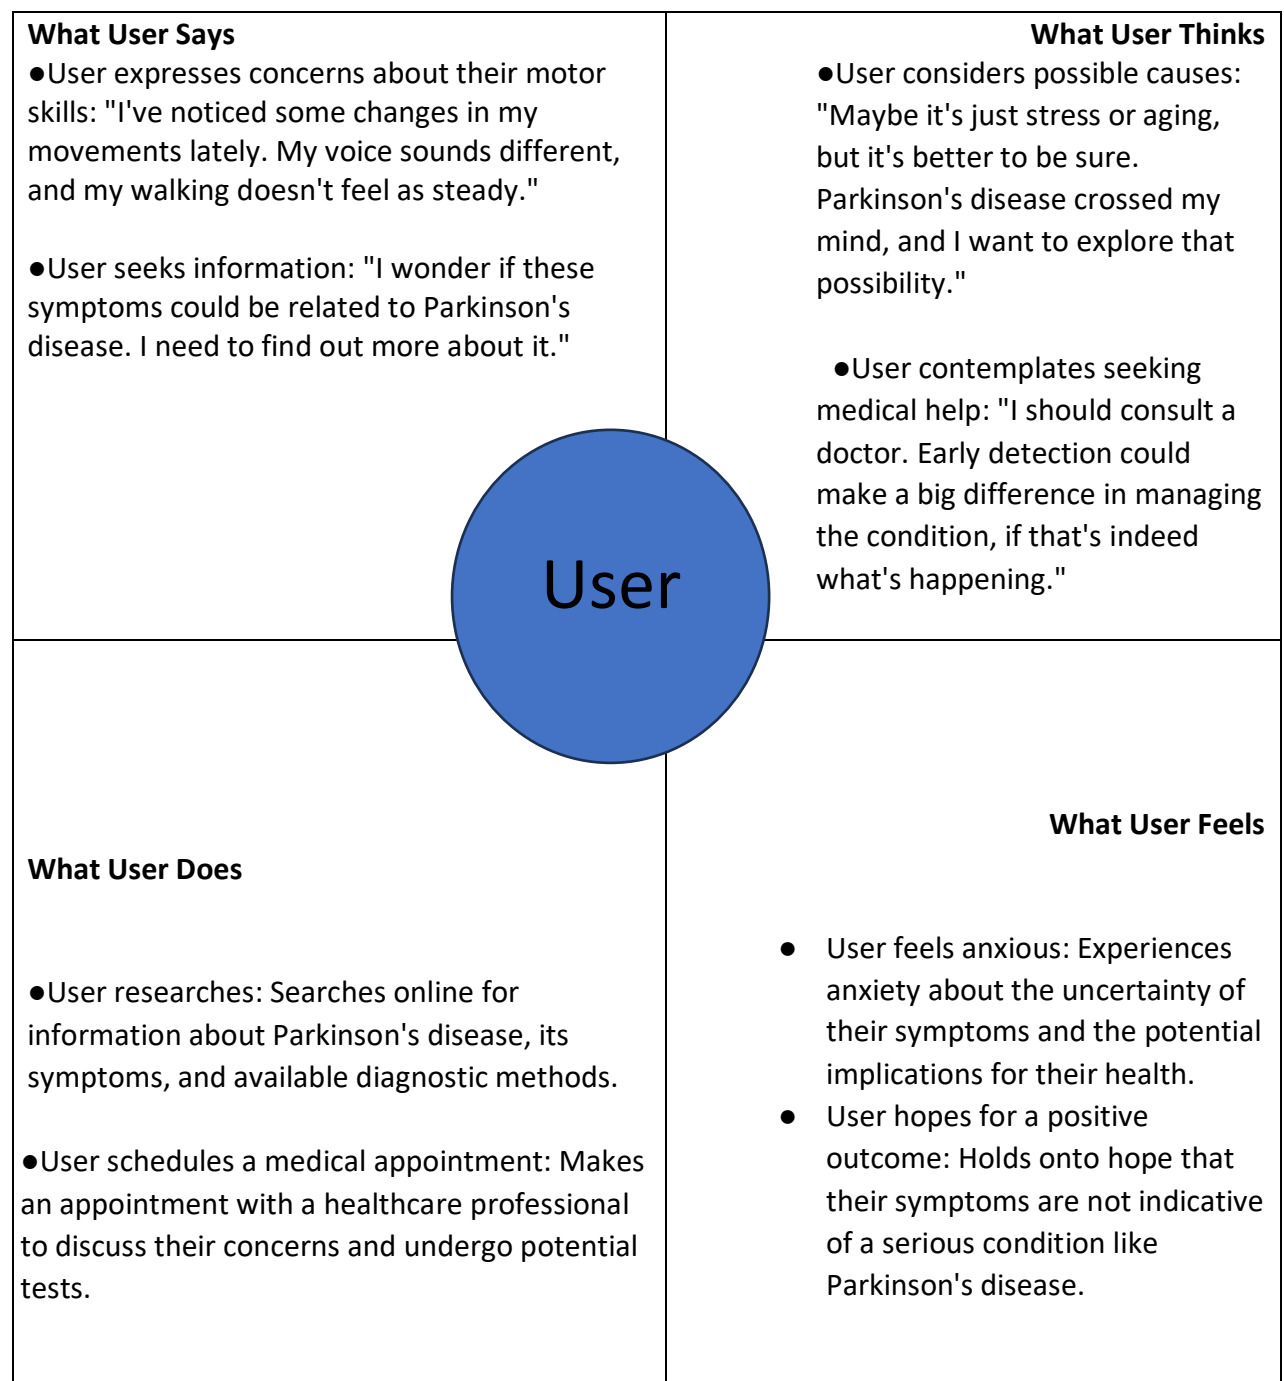 What User Says
●User expresses concerns about their motor
skills: "I've noticed some changes in my
movements lately. My voice sounds different,
and my walking doesn't feel as steady."
●User seeks information: "I wonder if these
symptoms could be related to Parkinson's
disease. I need to find out more about it."
What User Thinks
●User considers possible causes:
"Maybe it's just stress or aging,
but it's better to be sure.
Parkinson's disease crossed my
mind, and I want to explore that
possibility."
●User contemplates seeking
medical help: "I should consult a
doctor. Early detection could
make a big difference in managing
the condition, if that's indeed
what's happening."
User
What User Does
●User researches: Searches online for
information about Parkinson's disease, its
symptoms, and available diagnostic methods.
●User schedules a medical appointment: Makes
an appointment with a healthcare professional
to discuss their concerns and undergo potential
tests.
What User Feels
● User feels anxious: Experiences
anxiety about the uncertainty of
their symptoms and the potential
implications for their health.
● User hopes for a positive
outcome: Holds onto hope that
their symptoms are not indicative
of a serious condition like
Parkinson's disease.